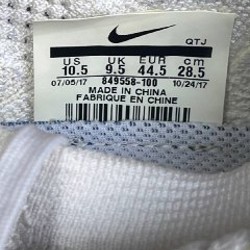 QTJ
US UK EUR cm
10.5 9.5 44.5 28.5
07/05/17 849558-100 10/24/17
MADE IN CHINA
FABRIQUE EN CHINE